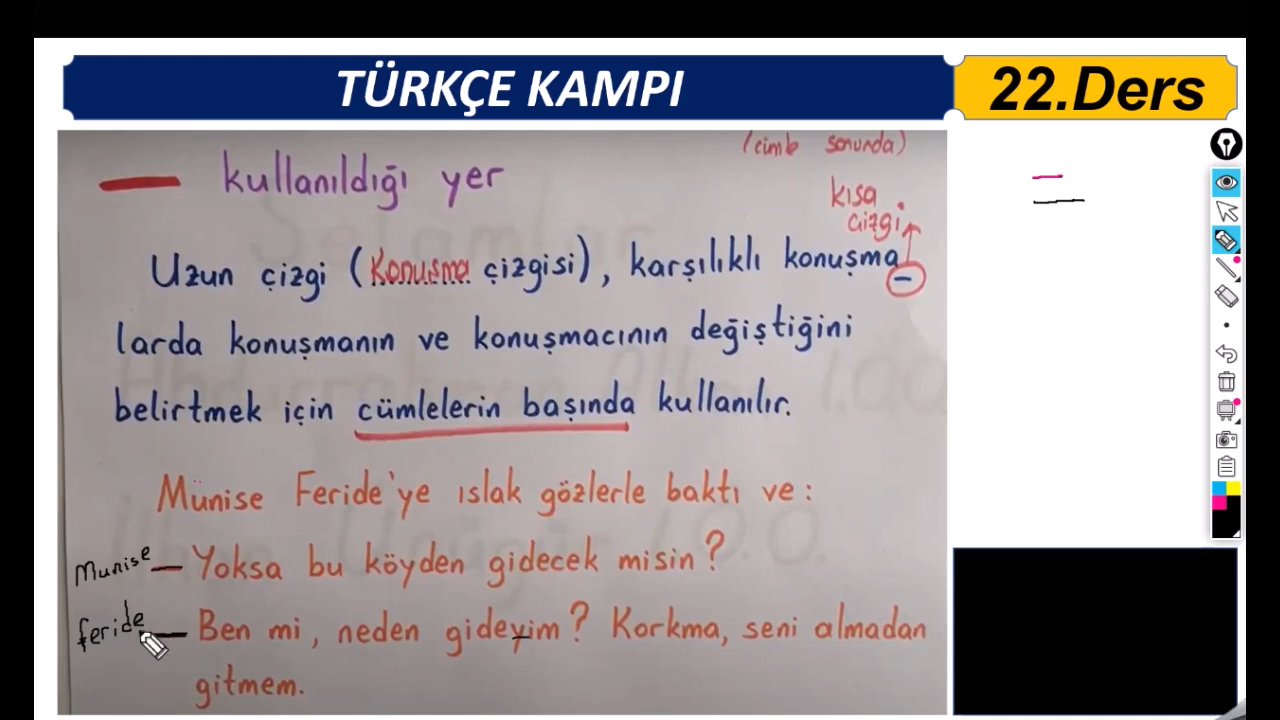 TÜRKÇE KAMPI
22.Ders
(cümle sonunda)
— kullanıldığı yer
kısa
çizgi
Uzun çizgi (Konuşma çizgisi), karşılıklı konuşma-
larda konuşmanın ve konuşmacının değiştiğini
belirtmek için cümlelerin başında kullanılır.
Munise Feride'ye ıslak gözlerle baktı ve:
Munise — Yoksa bu köyden gidecek misin?
feride — Ben mi, neden gideyim? Korkma, seni almadan
gitmem.